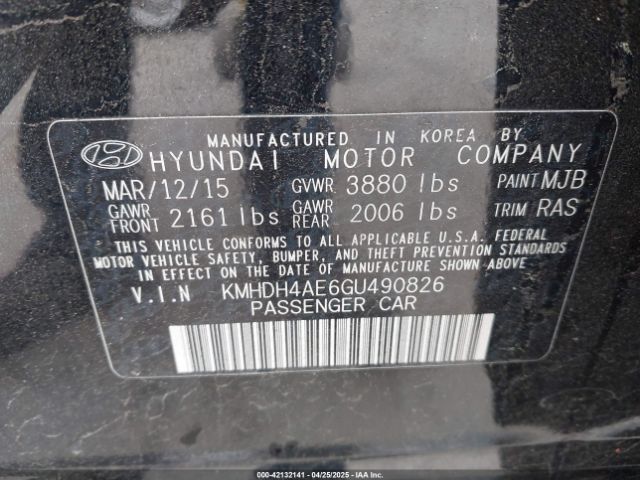 MANUFACTURED IN KOREA BY
HYUNDAI MOTOR COMPANY
MAR/12/15 GVWR 3880 lbs PAINT MJB
GAWR FRONT 2161 lbs GAWR REAR 2006 lbs TRIM RAS
THIS VEHICLE CONFORMS TO ALL APPLICABLE U.S.A. FEDERAL
MOTOR VEHICLE SAFETY, BUMPER, AND THEFT PREVENTION STANDARDS
IN EFFECT ON THE DATE OF MANUFACTURE SHOWN ABOVE
V.I.N KMHDH4AE6GU490826
PASSENGER CAR
000-42132141 - 04/25/2025 - WWW.IAAI.COM